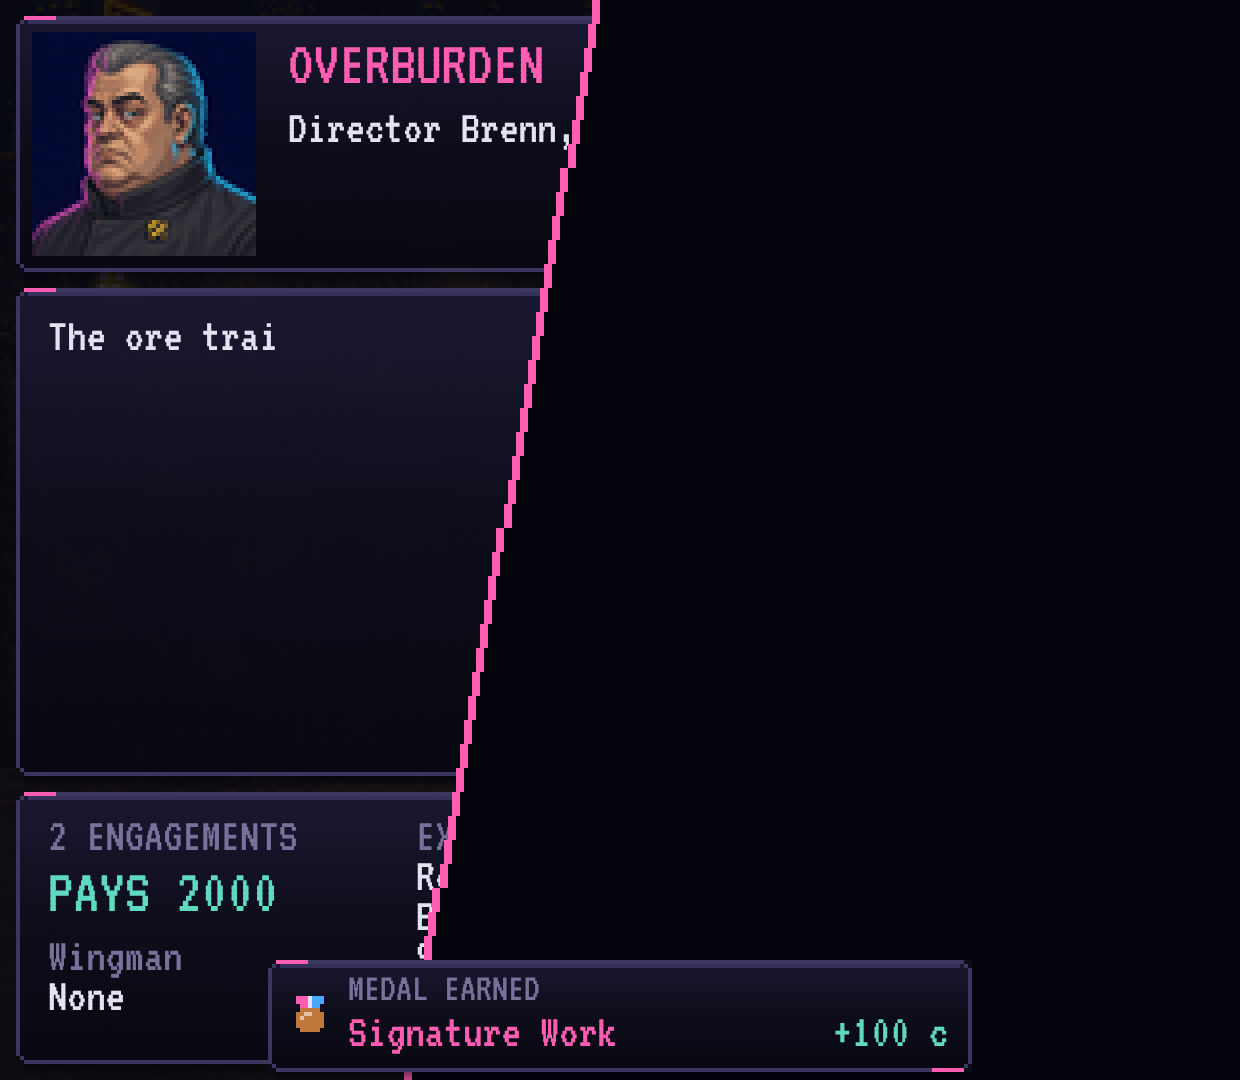 OVERBURDEN
Director Brenn,
The ore trai
2 ENGAGEMENTS
PAYS 2000
Wingman
None
MEDAL EARNED
Signature Work
+100 c